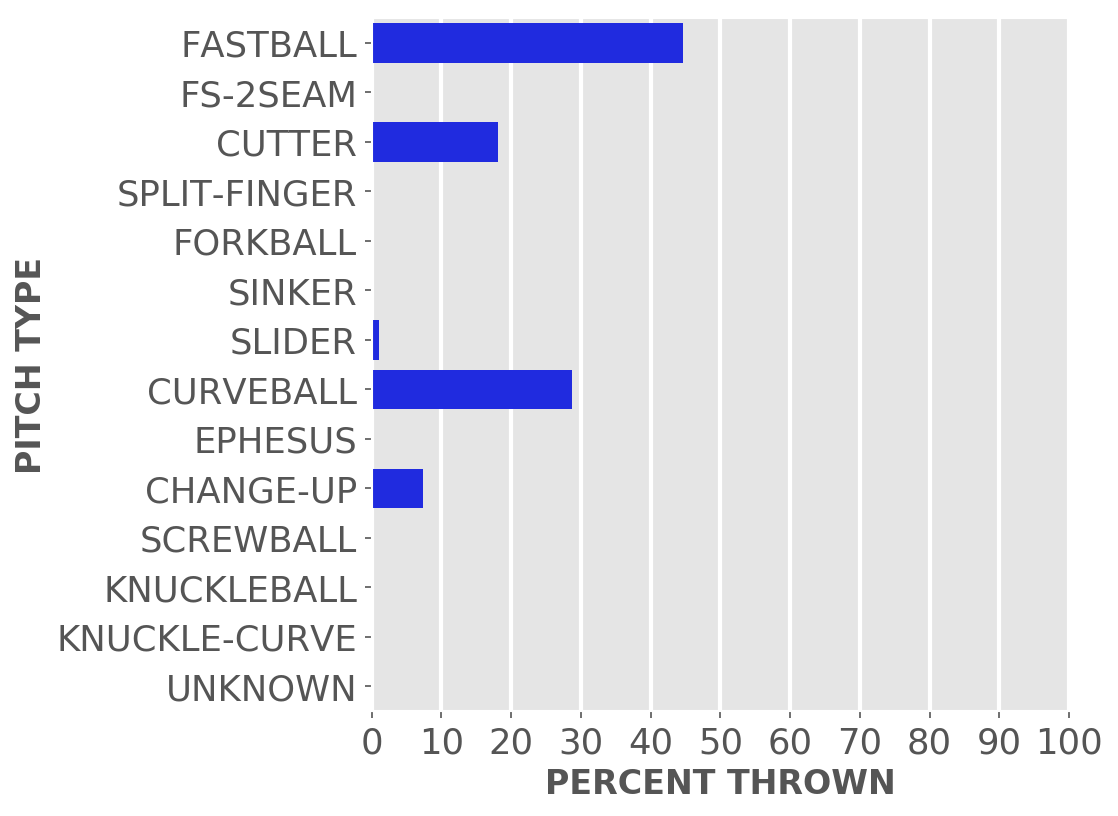 FASTBALL
FS-2SEAM
CUTTER
SPLIT-FINGER
FORKBALL
SINKER
SLIDER
CURVEBALL
EPHESUS
CHANGE-UP
SCREWBALL
KNUCKLEBALL
KNUCKLE-CURVE
UNKNOWN
PITCH TYPE
0 10 20 30 40 50 60 70 80 90 100
PERCENT THROWN